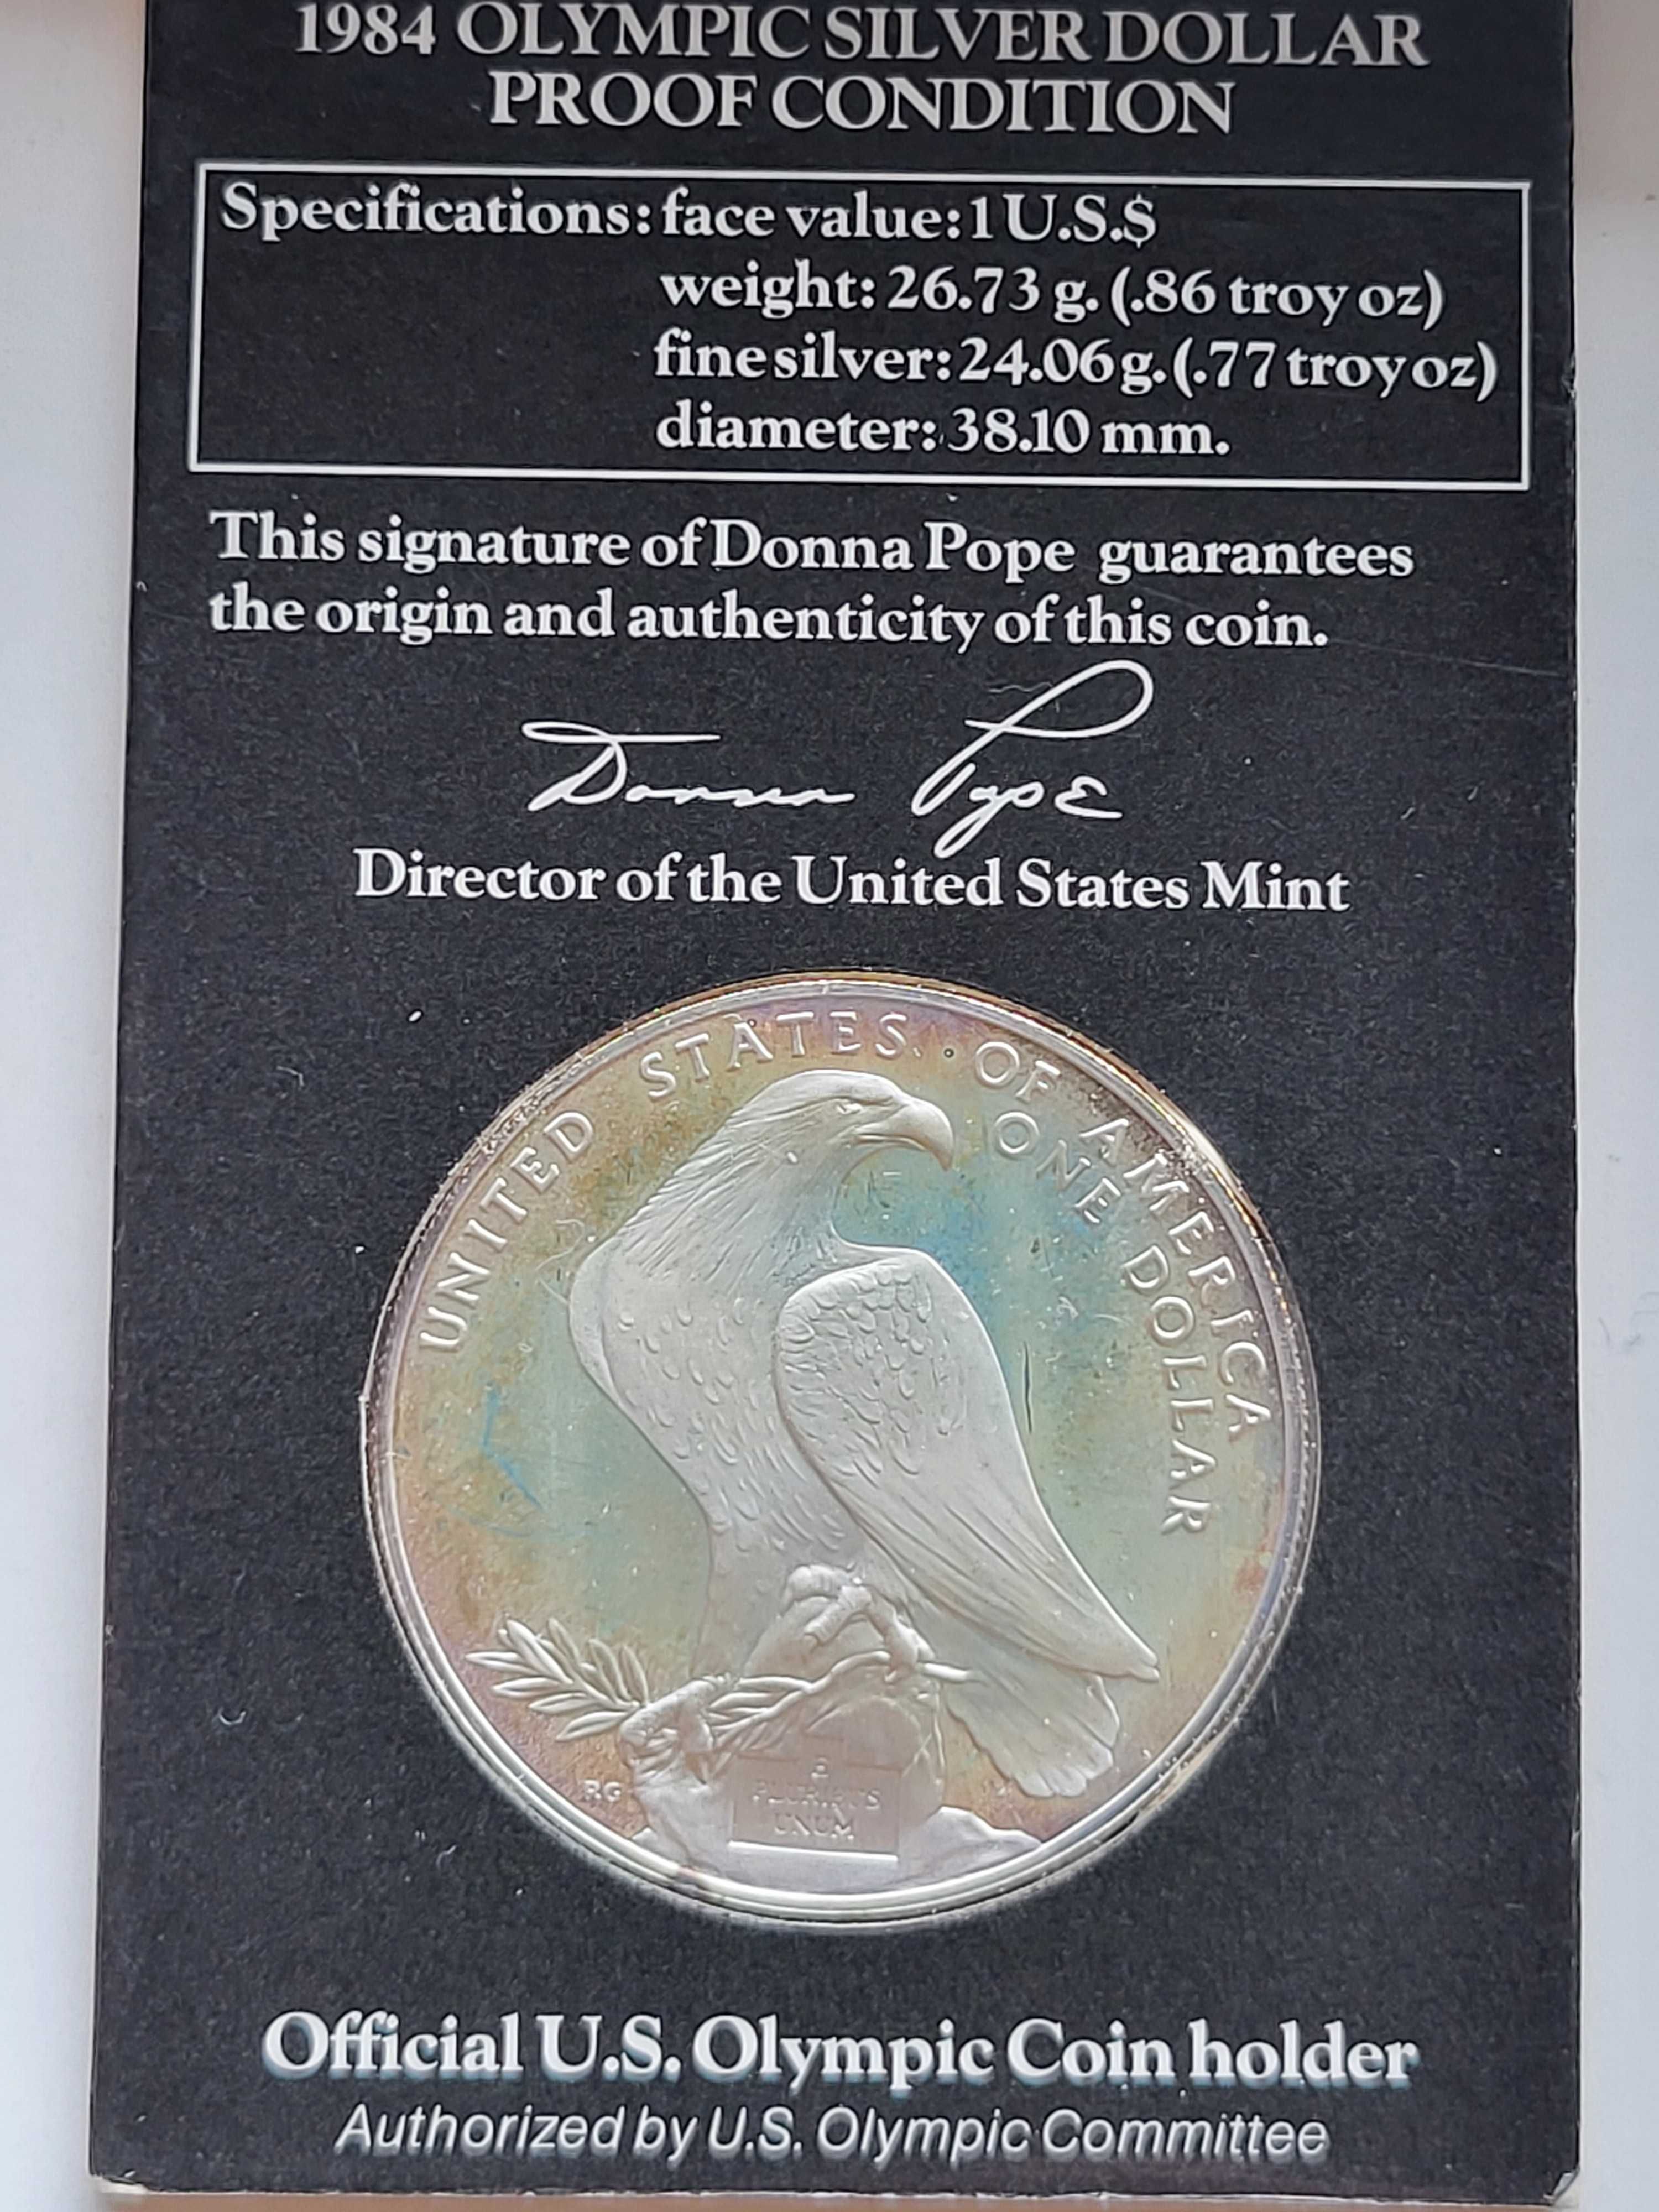 1984 OLYMPIC SILVER DOLLAR
PROOF CONDITION
Specifications: face value: 1 U.S.$
weight: 26.73 g. (.86 troy oz)
fine silver: 24.06 g. (.77 troy oz)
diameter: 38.10 mm.
This signature of Donna Pope guarantees
the origin and authenticity of this coin.
Donna Pope
Director of the United States Mint
UNITED STATES · OF AMERICA
ONE DOLLAR
RG
E
PLURIBUS
UNUM
Official U.S. Olympic Coin holder
Authorized by U.S. Olympic Committee